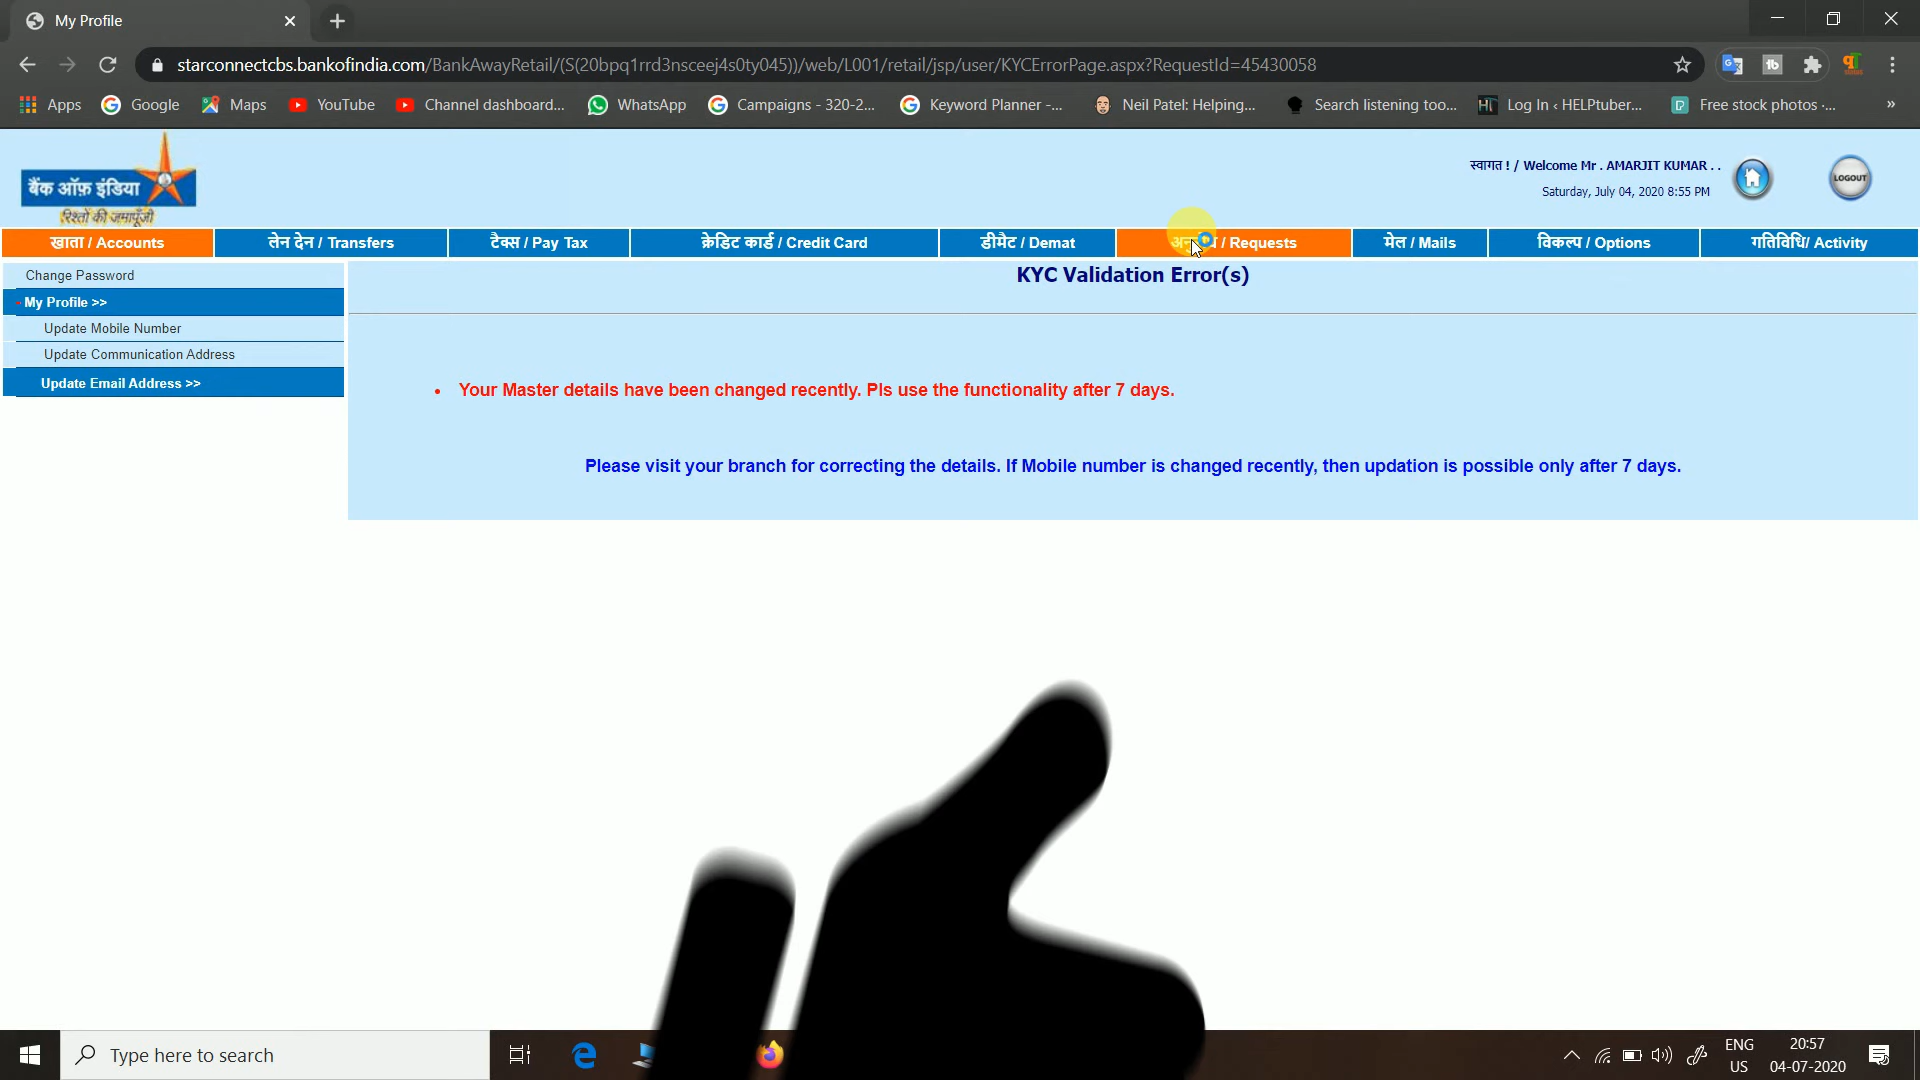 My Profile
starconnectcbs.bankofindia.com/BankAwayRetail/(S(20bpq1rrd3nsceej4s0ty045))/web/L001/retail/jsp/user/KYCErrorPage.aspx?RequestId=45430058
Apps Google Maps YouTube Channel dashboard... WhatsApp Campaigns - 320-2... Keyword Planner -... Neil Patel: Helping... Search listening too... Log In ‹ HELPtuber... Free stock photos ·... »
बैंक ऑफ़ इंडिया
रिश्तों की जमापूँजी
स्वागत ! / Welcome Mr . AMARJIT KUMAR . .
Saturday, July 04, 2020 8:55 PM
LOGOUT
खाता / Accounts लेन देन / Transfers टैक्स / Pay Tax क्रेडिट कार्ड / Credit Card डीमैट / Demat / Requests मेल / Mails विकल्प / Options गतिविधि/ Activity
Change Password
My Profile >>
Update Mobile Number
Update Communication Address
Update Email Address >>
KYC Validation Error(s)
• Your Master details have been changed recently. Pls use the functionality after 7 days.
Please visit your branch for correcting the details. If Mobile number is changed recently, then updation is possible only after 7 days.
Type here to search
ENG
US
20:57
04-07-2020